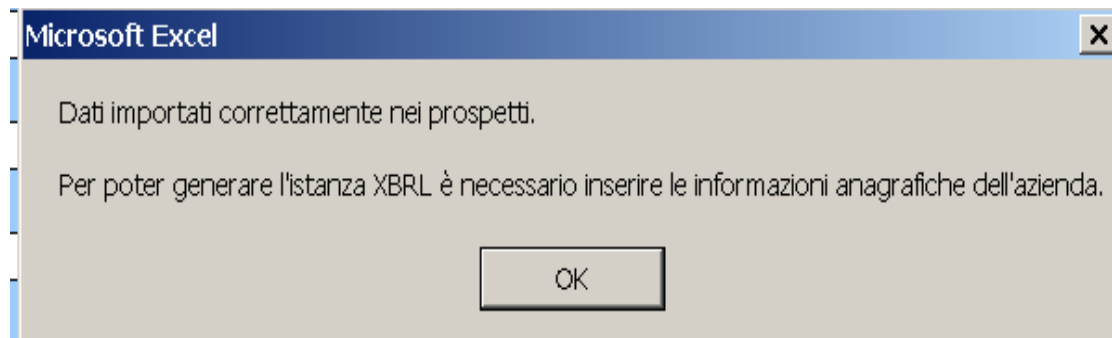 Microsoft Excel
Dati importati correttamente nei prospetti.
Per poter generare l'istanza XBRL è necessario inserire le informazioni anagrafiche dell'azienda.
OK